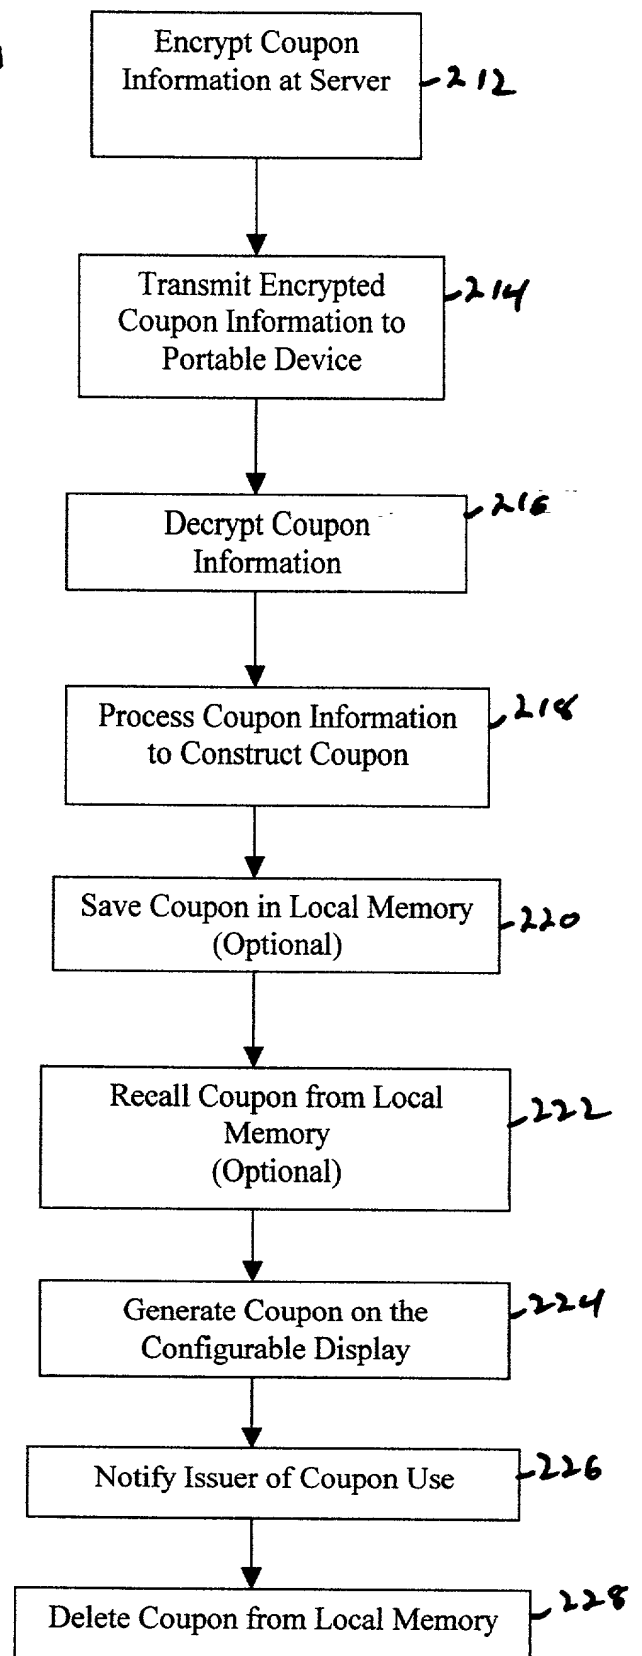 Encrypt Coupon
Information at Server
212
Transmit Encrypted
Coupon Information to
Portable Device
214
Decrypt Coupon
Information
216
Process Coupon Information
to Construct Coupon
218
Save Coupon in Local Memory
(Optional)
220
Recall Coupon from Local
Memory
(Optional)
222
Generate Coupon on the
Configurable Display
224
Notify Issuer of Coupon Use
226
Delete Coupon from Local Memory
228